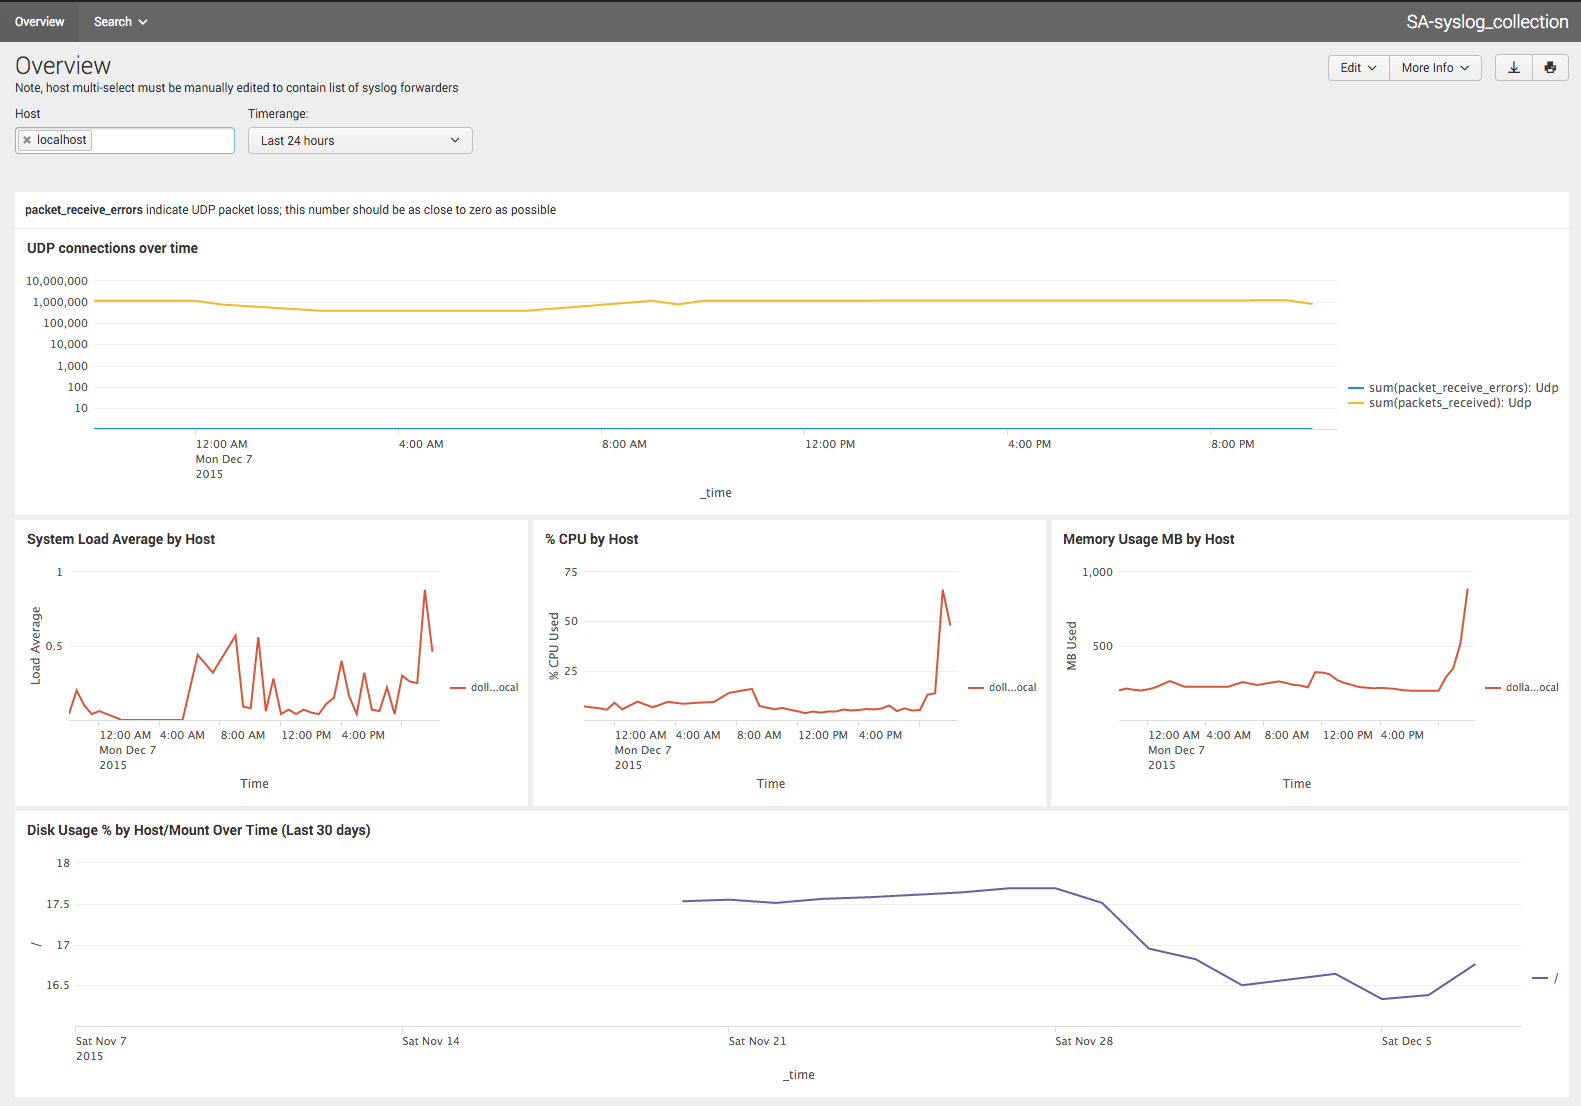 Overview
Search
SA-syslog_collection
Overview
Edit
More Info
Note, host multi-select must be manually edited to contain list of syslog forwarders
Host
Timerange:
localhost
Last 24 hours
packet_receive_errors indicate UDP packet loss; this number should be as close to zero as possible
UDP connections over time
10,000,000
1,000,000
100,000
10,000
1,000
100
10
sum(packet_receive_errors): Udp
sum(packets_received): Udp
12:00 AM
Mon Dec 7
2015
4:00 AM
8:00 AM
12:00 PM
4:00 PM
8:00 PM
_time
System Load Average by Host
1
0.5
Load Average
doll...ocal
12:00 AM
Mon Dec 7
2015
4:00 AM
8:00 AM
12:00 PM
4:00 PM
Time
% CPU by Host
75
50
25
% CPU Used
doll...ocal
12:00 AM
Mon Dec 7
2015
4:00 AM
8:00 AM
12:00 PM
4:00 PM
Time
Memory Usage MB by Host
1,000
500
MB Used
dolla...ocal
12:00 AM
Mon Dec 7
2015
4:00 AM
8:00 AM
12:00 PM
4:00 PM
Time
Disk Usage % by Host/Mount Over Time (Last 30 days)
18
17.5
17
16.5
/
/
Sat Nov 7
2015
Sat Nov 14
Sat Nov 21
Sat Nov 28
Sat Dec 5
_time